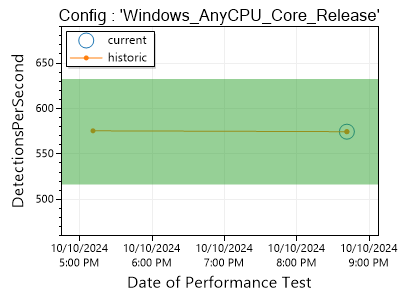 Config : 'Windows_AnyCPU_Core_Release'
current
historic
DetectionsPerSecond
650
600
550
500
10/10/2024 10/10/2024 10/10/2024 10/10/2024 10/10/2024
5:00 PM 6:00 PM 7:00 PM 8:00 PM 9:00 PM
Date of Performance Test